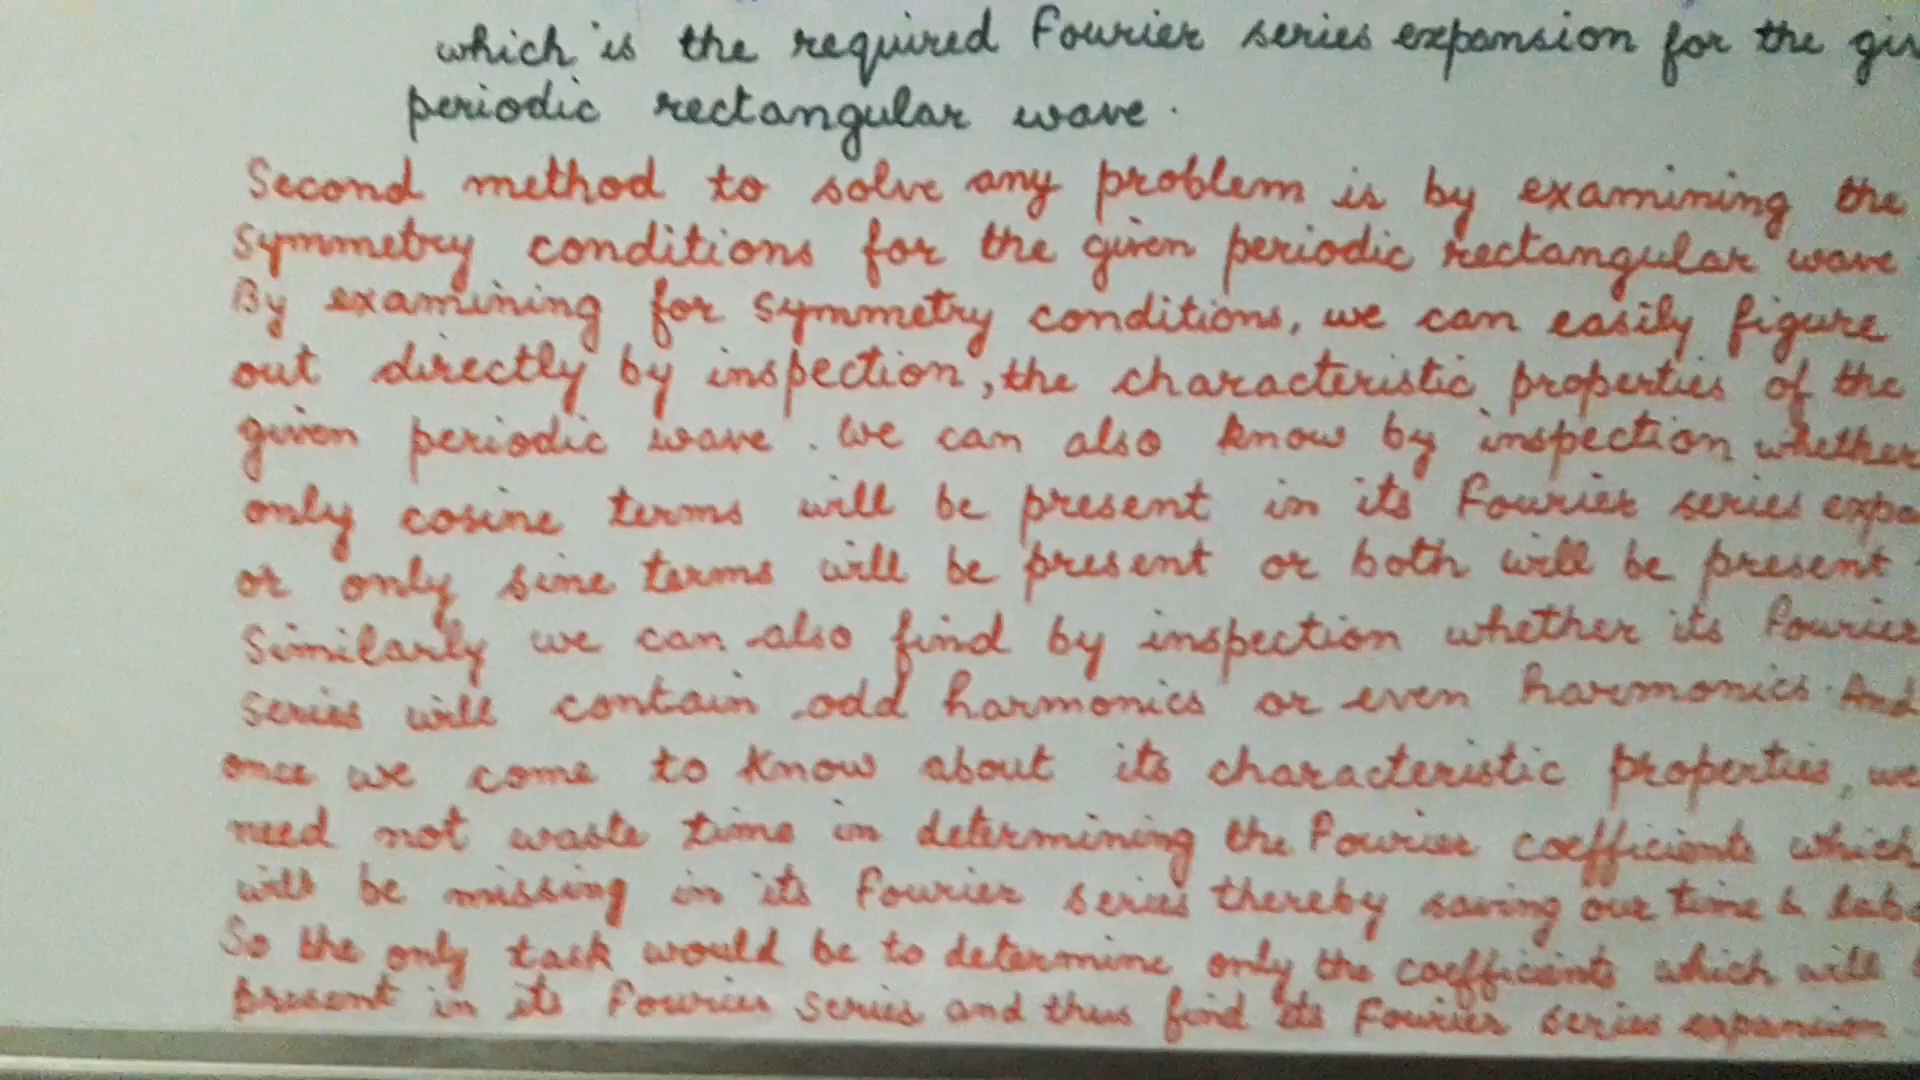 which is the required Fourier series expansion for the giv
periodic rectangular wave.
Second method to solve any problem is by examining the
symmetry conditions for the given periodic rectangular wave
By examining for symmetry conditions, we can easily figure
out directly by inspection, the characteristic properties of the
given periodic wave. We can also know by inspection whether
only cosine terms will be present in its Fourier series expa
or only sine terms will be present or both will be present.
Similarly we can also find by inspection whether its Fourier
series will contain odd harmonics or even harmonics. And
once we come to know about its characteristic properties, we
need not waste time in determining the Fourier coefficients which
will be missing in its Fourier series thereby saving our time & labo
So the only task would be to determine only the coefficients which will
present in its Fourier series and thus find its Fourier series expansion